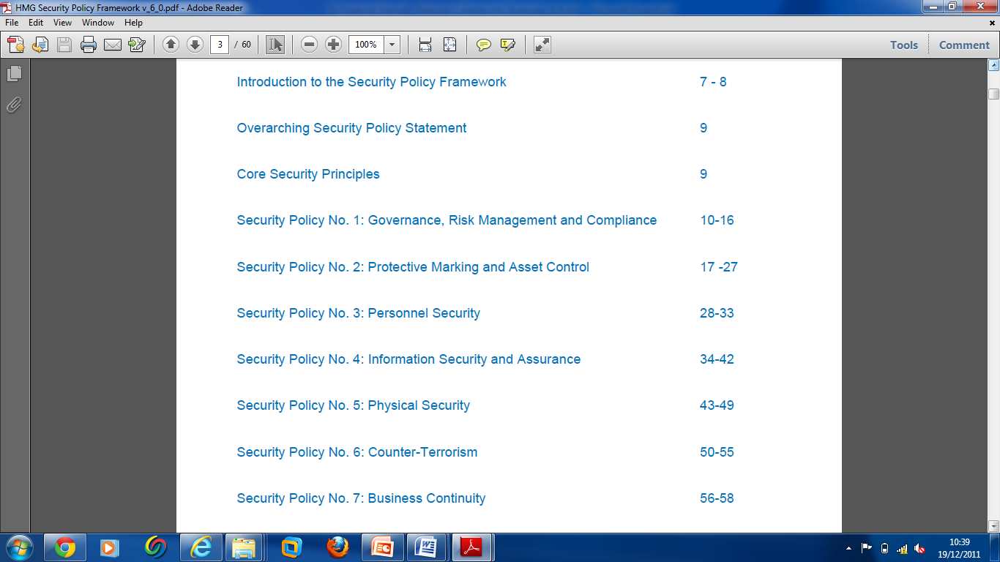 HMG Security Policy Framework v_6_0.pdf - Adobe Reader
File Edit View Window Help
3 / 60 100%
Tools Comment
Introduction to the Security Policy Framework 7 - 8
Overarching Security Policy Statement 9
Core Security Principles 9
Security Policy No. 1: Governance, Risk Management and Compliance 10-16
Security Policy No. 2: Protective Marking and Asset Control 17 -27
Security Policy No. 3: Personnel Security 28-33
Security Policy No. 4: Information Security and Assurance 34-42
Security Policy No. 5: Physical Security 43-49
Security Policy No. 6: Counter-Terrorism 50-55
Security Policy No. 7: Business Continuity 56-58
10:39
19/12/2011